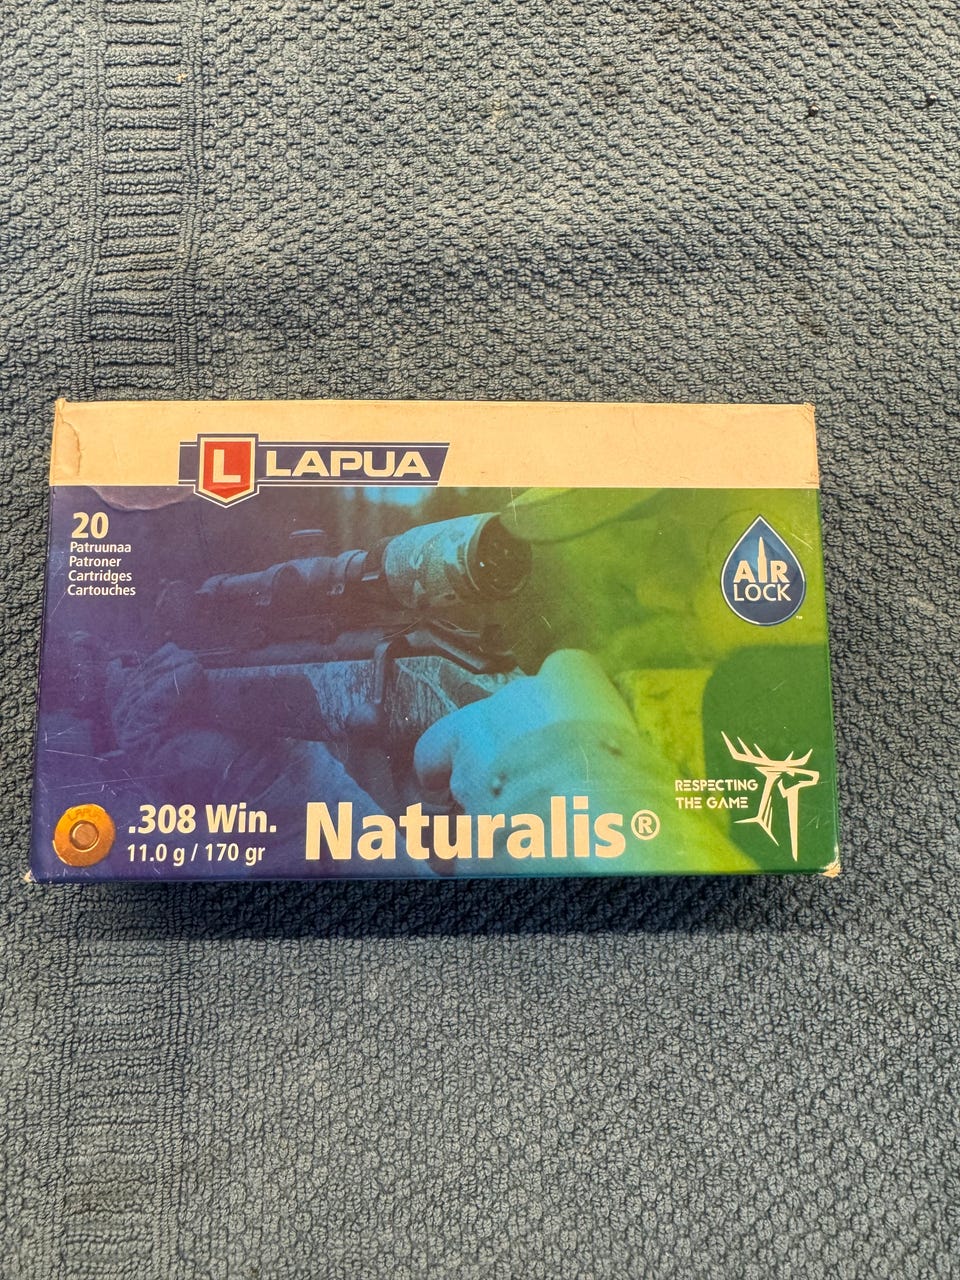 L LAPUA
20
Patruunaa
Patroner
Cartridges
Cartouches
AIR
LOCK
RESPECTING
THE GAME
.308 Win.
11.0 g / 170 gr
Naturalis®